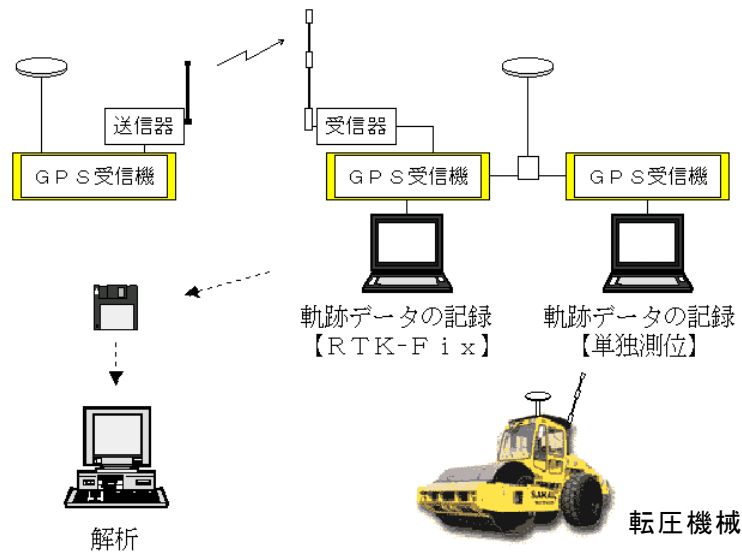 送信器
受信器
ＧＰＳ受信機
ＧＰＳ受信機
ＧＰＳ受信機
軌跡データの記録
【ＲＴＫ-Ｆｉｘ】
軌跡データの記録
【単独測位】
解析
SAKAI
転圧機械